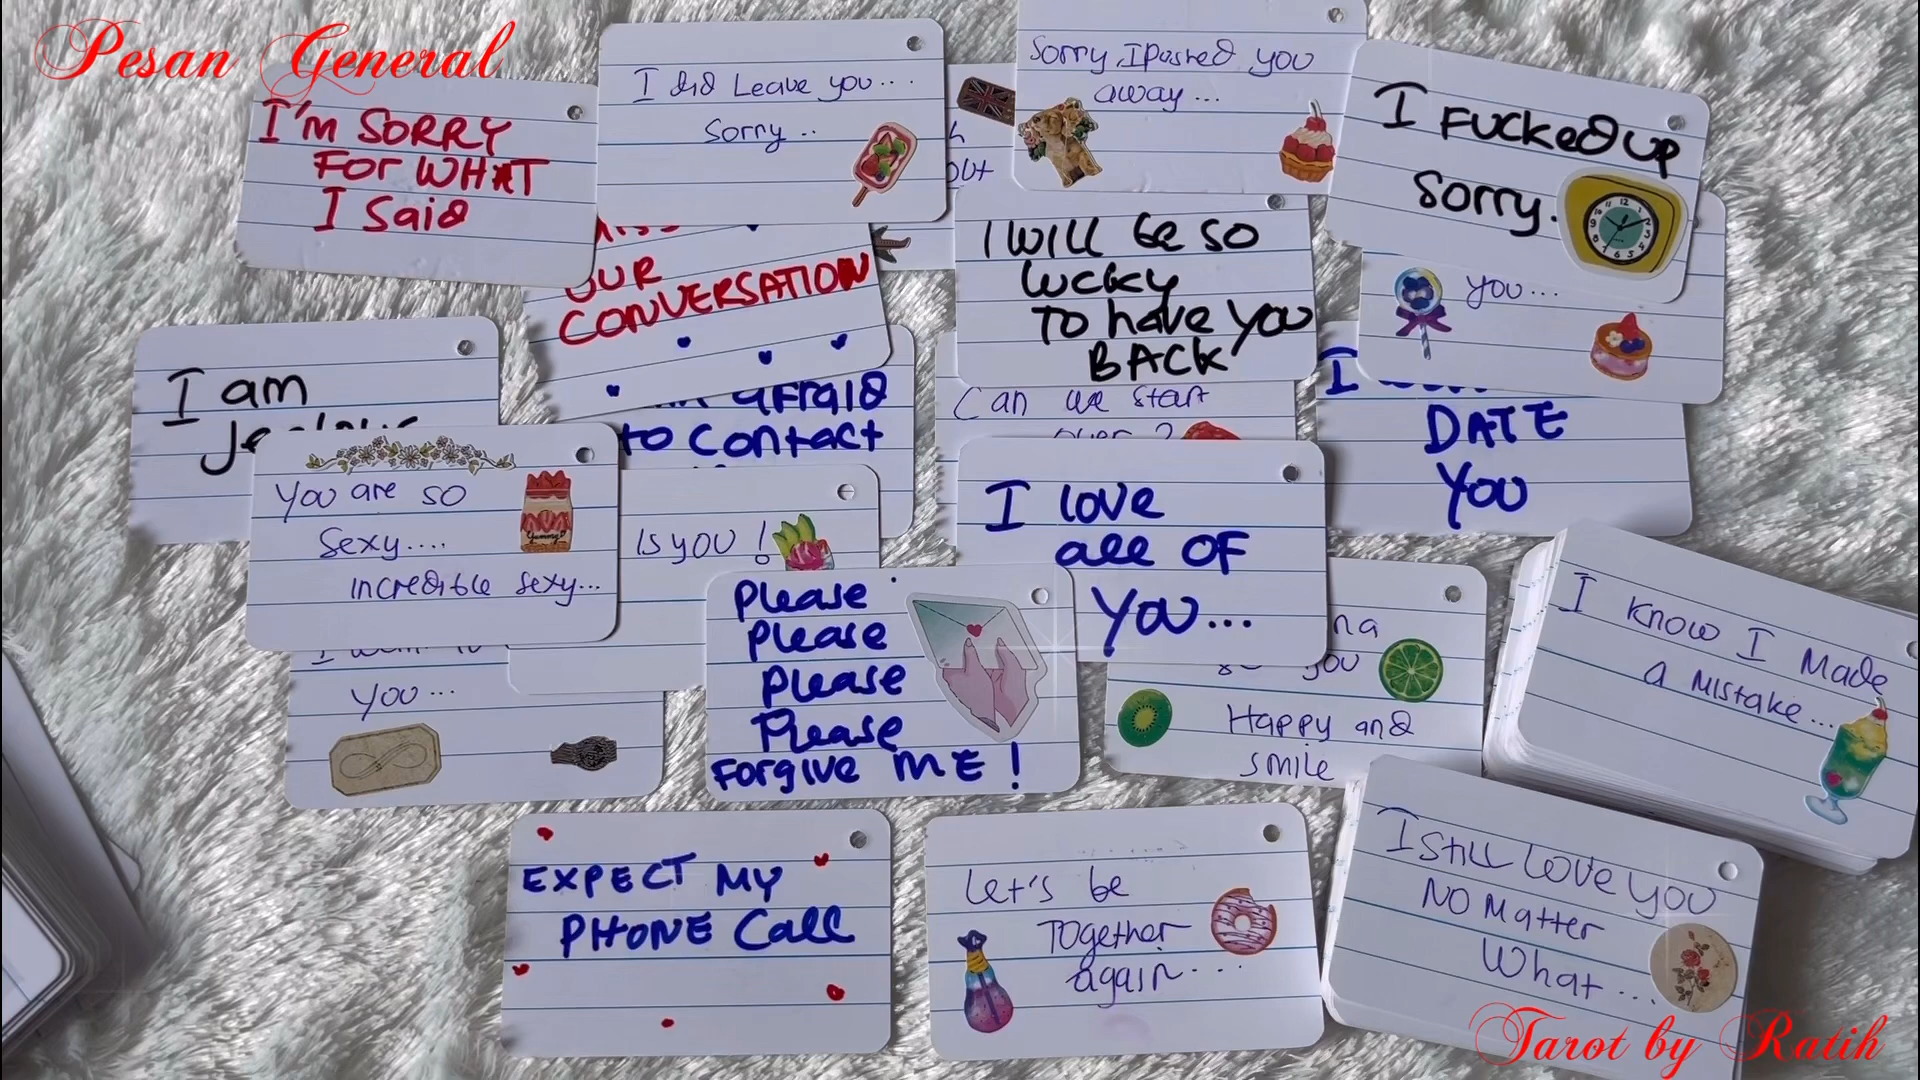 Pesan General
I'm SORRY
FOR WHAT
I Said
I did Leave you....
Sorry..
Sorry I pushed you
away...
I Fucked up
Sorry.
OUR
CONVERSATION
I WILL be so
Lucky
To have you
BACK
you...
I am
afraid
to contact
Can we start
over?
I
DATE
YOU
You are so
Sexy....
incredible sexy...
Yummy
Is you!
I love
all OF
YOU...
Please
Please
Please
Please
Forgive ME!
you...
you
Happy and
smile
I know I Made
a Mistake...
EXPECT MY
PHONE Call
Let's be
Together
again....
I Still Love you
No Matter
What...
Tarot by Ratih